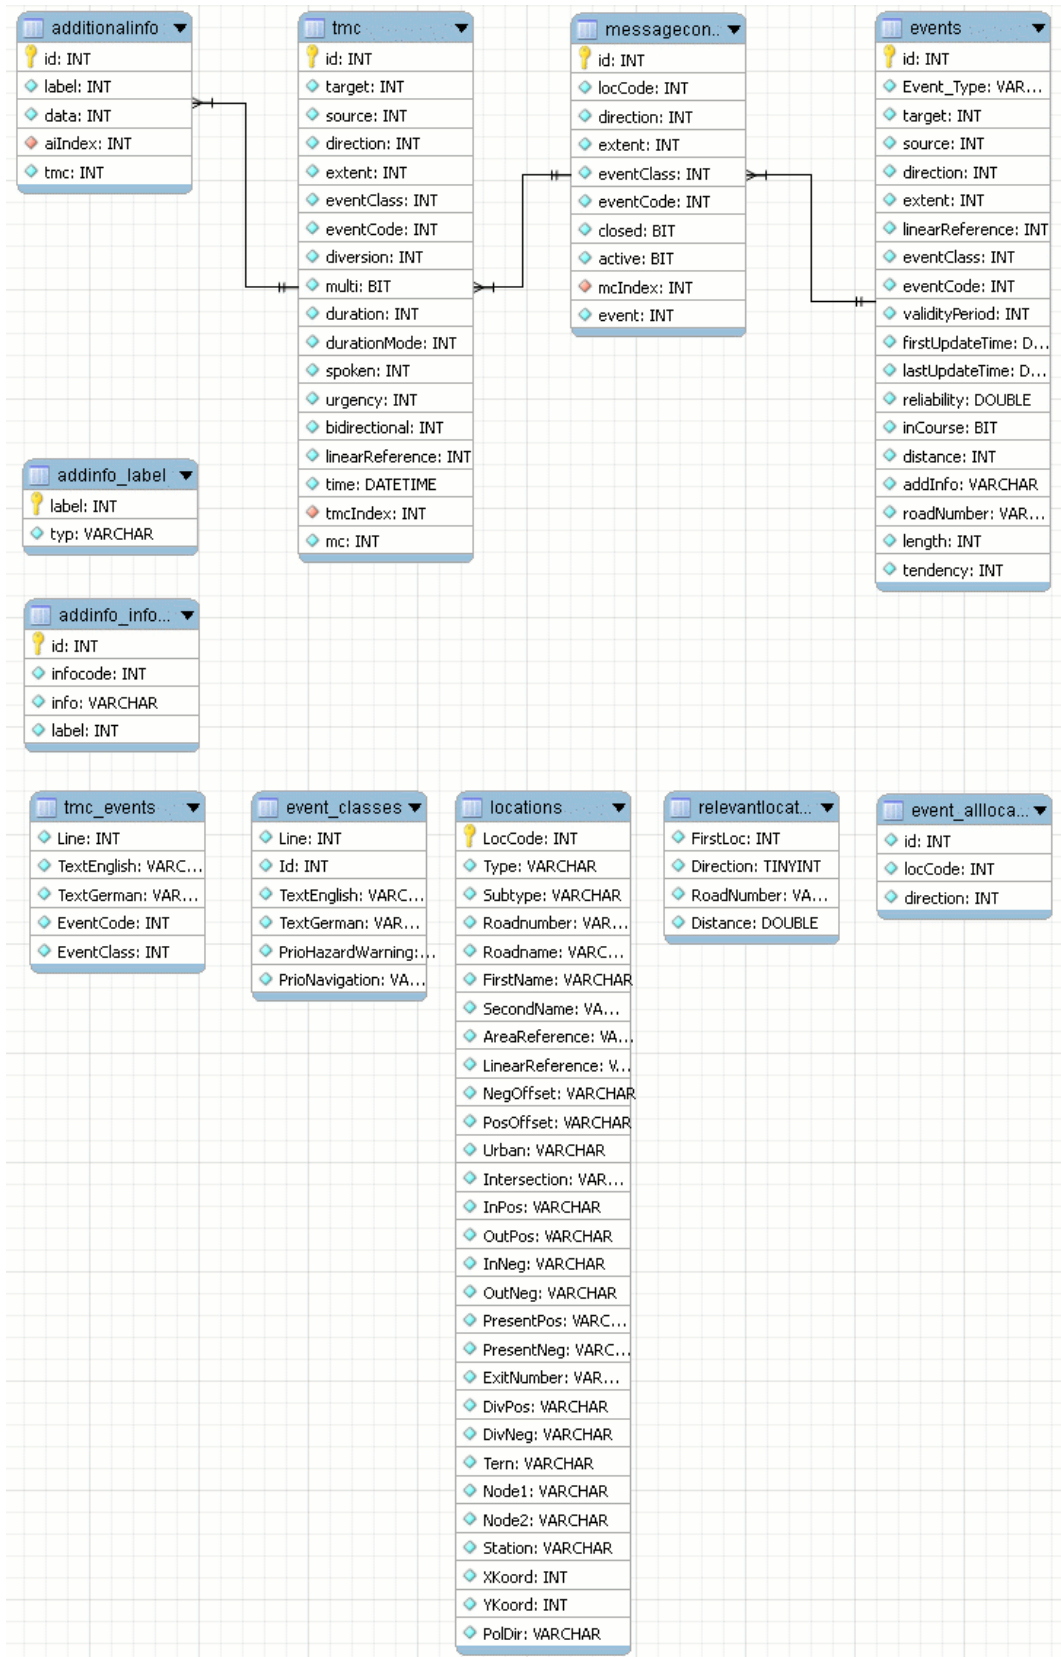 additionalinfo
id: INT
label: INT
data: INT
aiIndex: INT
tmc: INT
tmc
id: INT
target: INT
source: INT
direction: INT
extent: INT
eventClass: INT
eventCode: INT
diversion: INT
multi: BIT
duration: INT
durationMode: INT
spoken: INT
urgency: INT
bidirectional: INT
linearReference: INT
time: DATETIME
tmcIndex: INT
mc: INT
messagecon...
id: INT
locCode: INT
direction: INT
extent: INT
eventClass: INT
eventCode: INT
closed: BIT
active: BIT
mcIndex: INT
event: INT
events
id: INT
Event_Type: VAR...
target: INT
source: INT
direction: INT
extent: INT
linearReference: INT
eventClass: INT
eventCode: INT
validityPeriod: INT
firstUpdateTime: D...
lastUpdateTime: D...
reliability: DOUBLE
inCourse: BIT
distance: INT
addInfo: VARCHAR
roadNumber: VAR...
length: INT
tendency: INT
addinfo_label
label: INT
typ: VARCHAR
addinfo_info...
id: INT
infocode: INT
info: VARCHAR
label: INT
tmc_events
Line: INT
TextEnglish: VARC...
TextGerman: VAR...
EventCode: INT
EventClass: INT
event_classes
Line: INT
Id: INT
TextEnglish: VARC...
TextGerman: VAR...
PrioHazardWarning:...
PrioNavigation: VA...
locations
LocCode: INT
Type: VARCHAR
Subtype: VARCHAR
Roadnumber: VAR...
Roadname: VARC...
FirstName: VARCHAR
SecondName: VA...
AreaReference: VA...
LinearReference: V...
NegOffset: VARCHAR
PosOffset: VARCHAR
Urban: VARCHAR
Intersection: VAR...
InPos: VARCHAR
OutPos: VARCHAR
InNeg: VARCHAR
OutNeg: VARCHAR
PresentPos: VARC...
PresentNeg: VARC...
ExitNumber: VAR...
DivPos: VARCHAR
DivNeg: VARCHAR
Tern: VARCHAR
Node1: VARCHAR
Node2: VARCHAR
Station: VARCHAR
XKoord: INT
YKoord: INT
PolDir: VARCHAR
relevantlocat...
FirstLoc: INT
Direction: TINYINT
RoadNumber: VA...
Distance: DOUBLE
event_allloca...
id: INT
locCode: INT
direction: INT